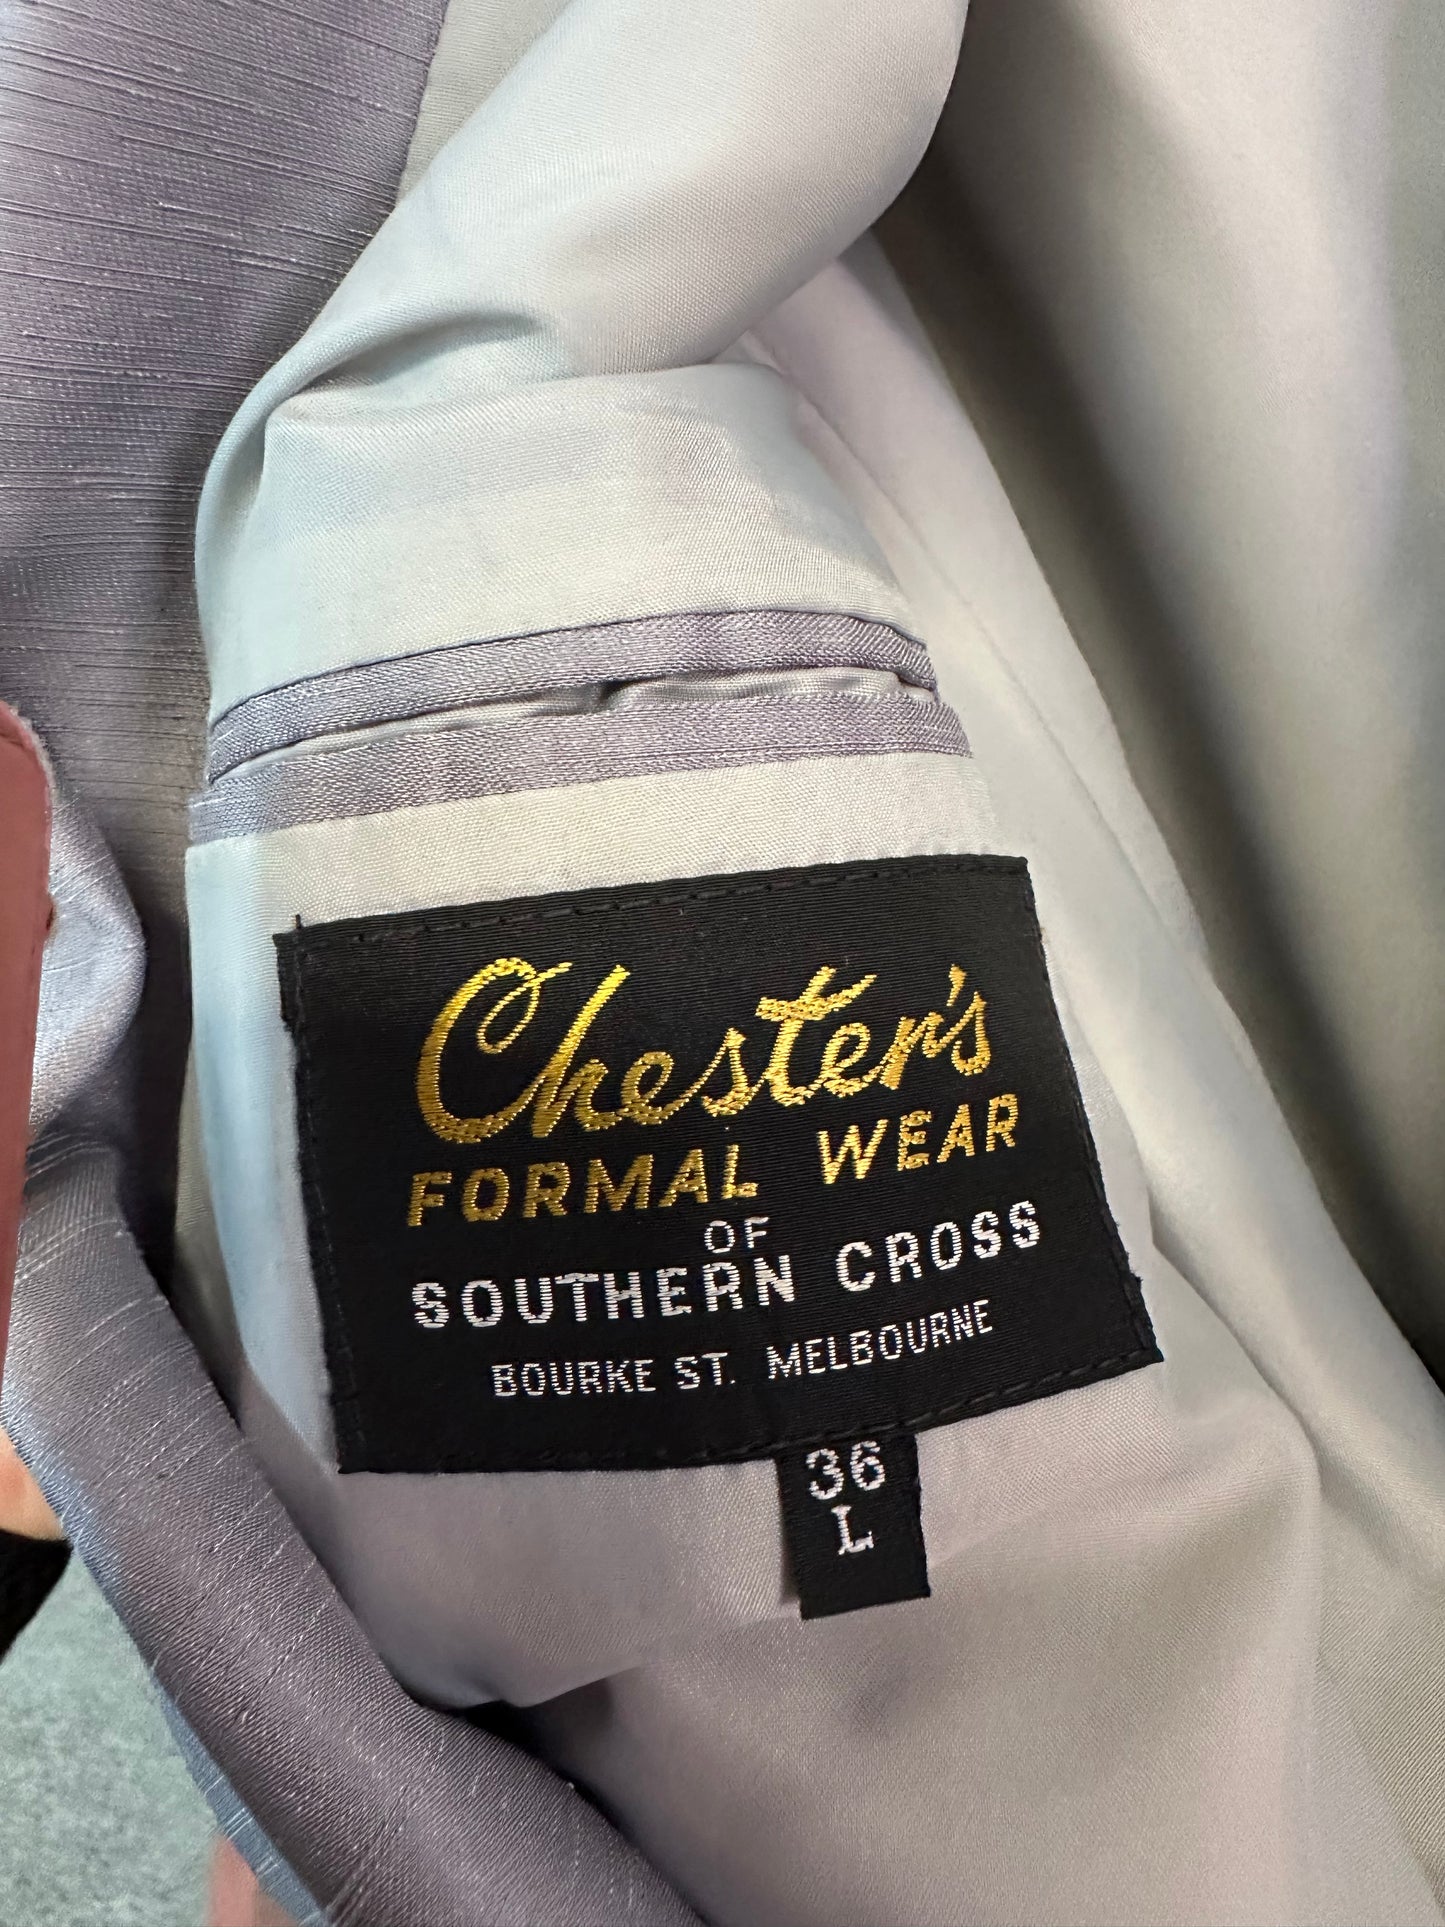 Chester's
FORMAL WEAR
OF
SOUTHERN CROSS
BOURKE ST. MELBOURNE
36
L